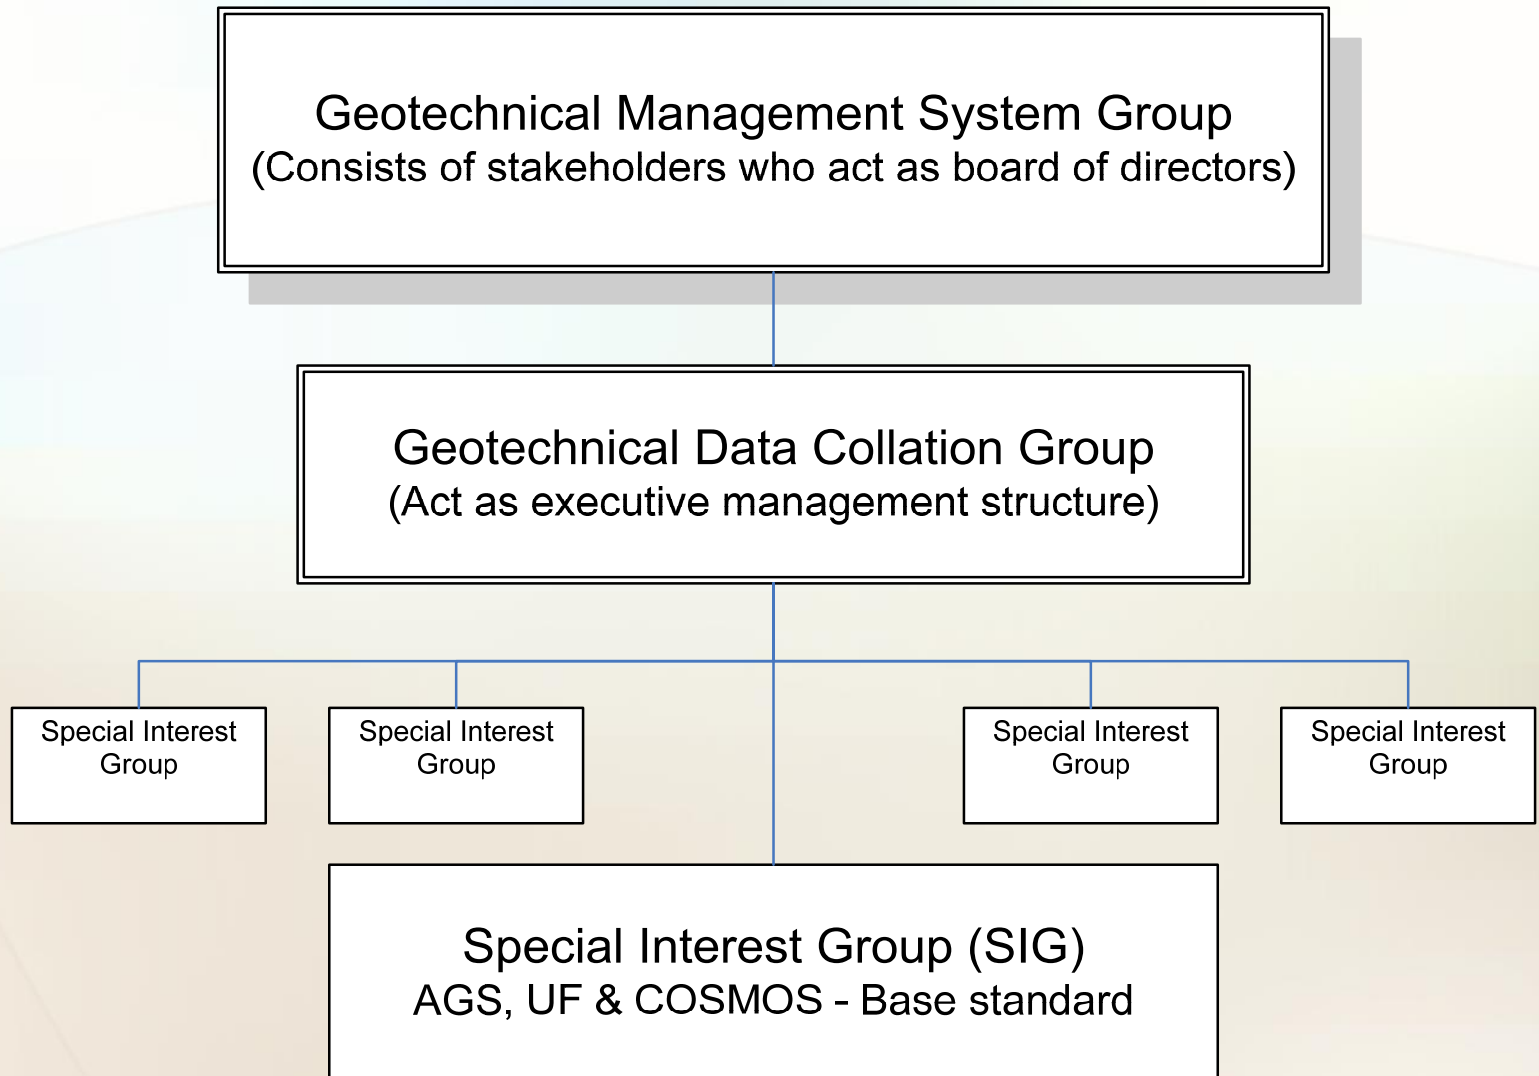 Geotechnical Management System Group
(Consists of stakeholders who act as board of directors)
Geotechnical Data Collation Group
(Act as executive management structure)
Special Interest
Group
Special Interest
Group
Special Interest
Group
Special Interest
Group
Special Interest Group (SIG)
AGS, UF & COSMOS - Base standard